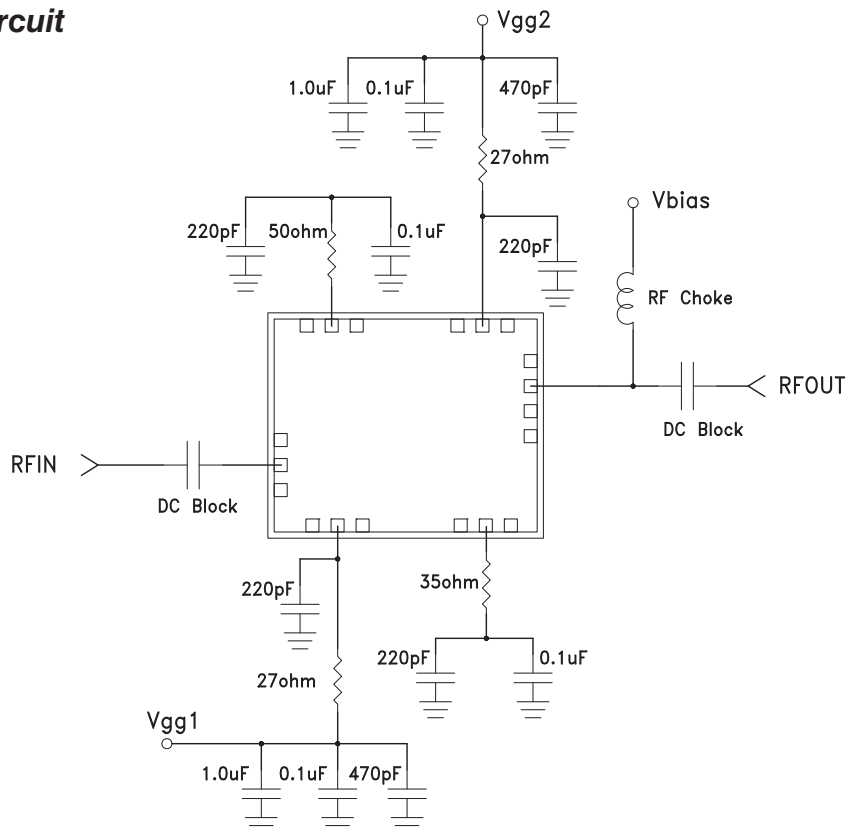 rcuit
Vgg2
1.0uF 0.1uF 470pF
27ohm
Vbias
220pF 50ohm 0.1uF
220pF
RF Choke
RFOUT
DC Block
RFIN
DC Block
220pF 35ohm
220pF 0.1uF
27ohm
Vgg1
1.0uF 0.1uF 470pF